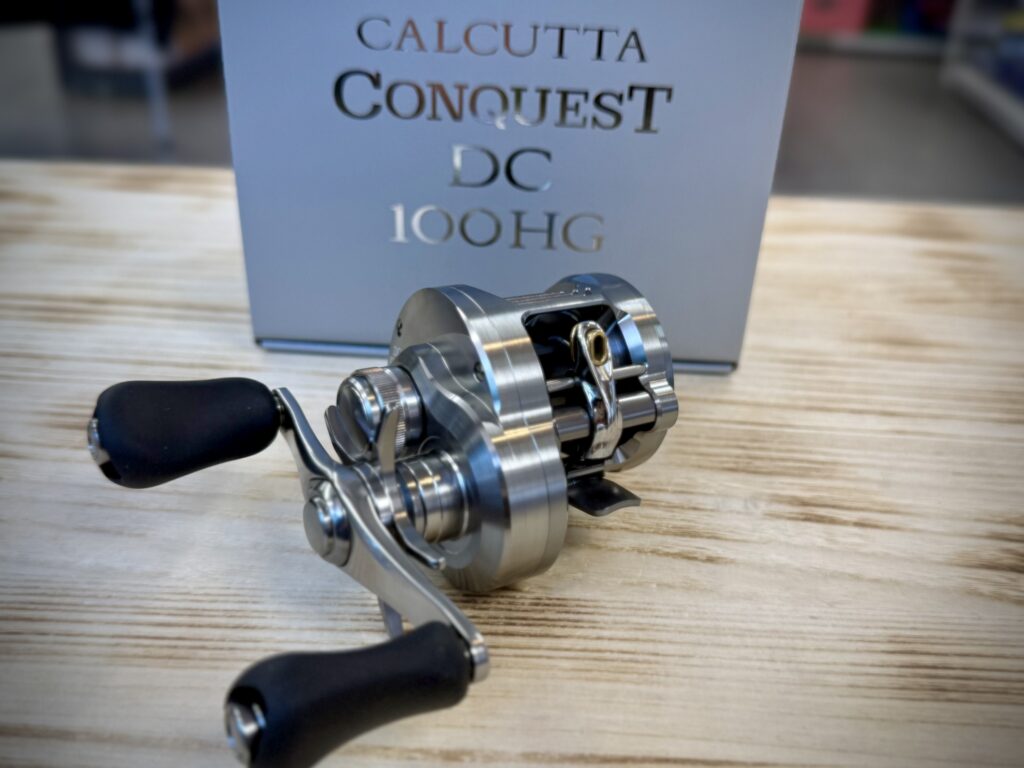 CALCUTTA
CONQUEST
DC
100HG